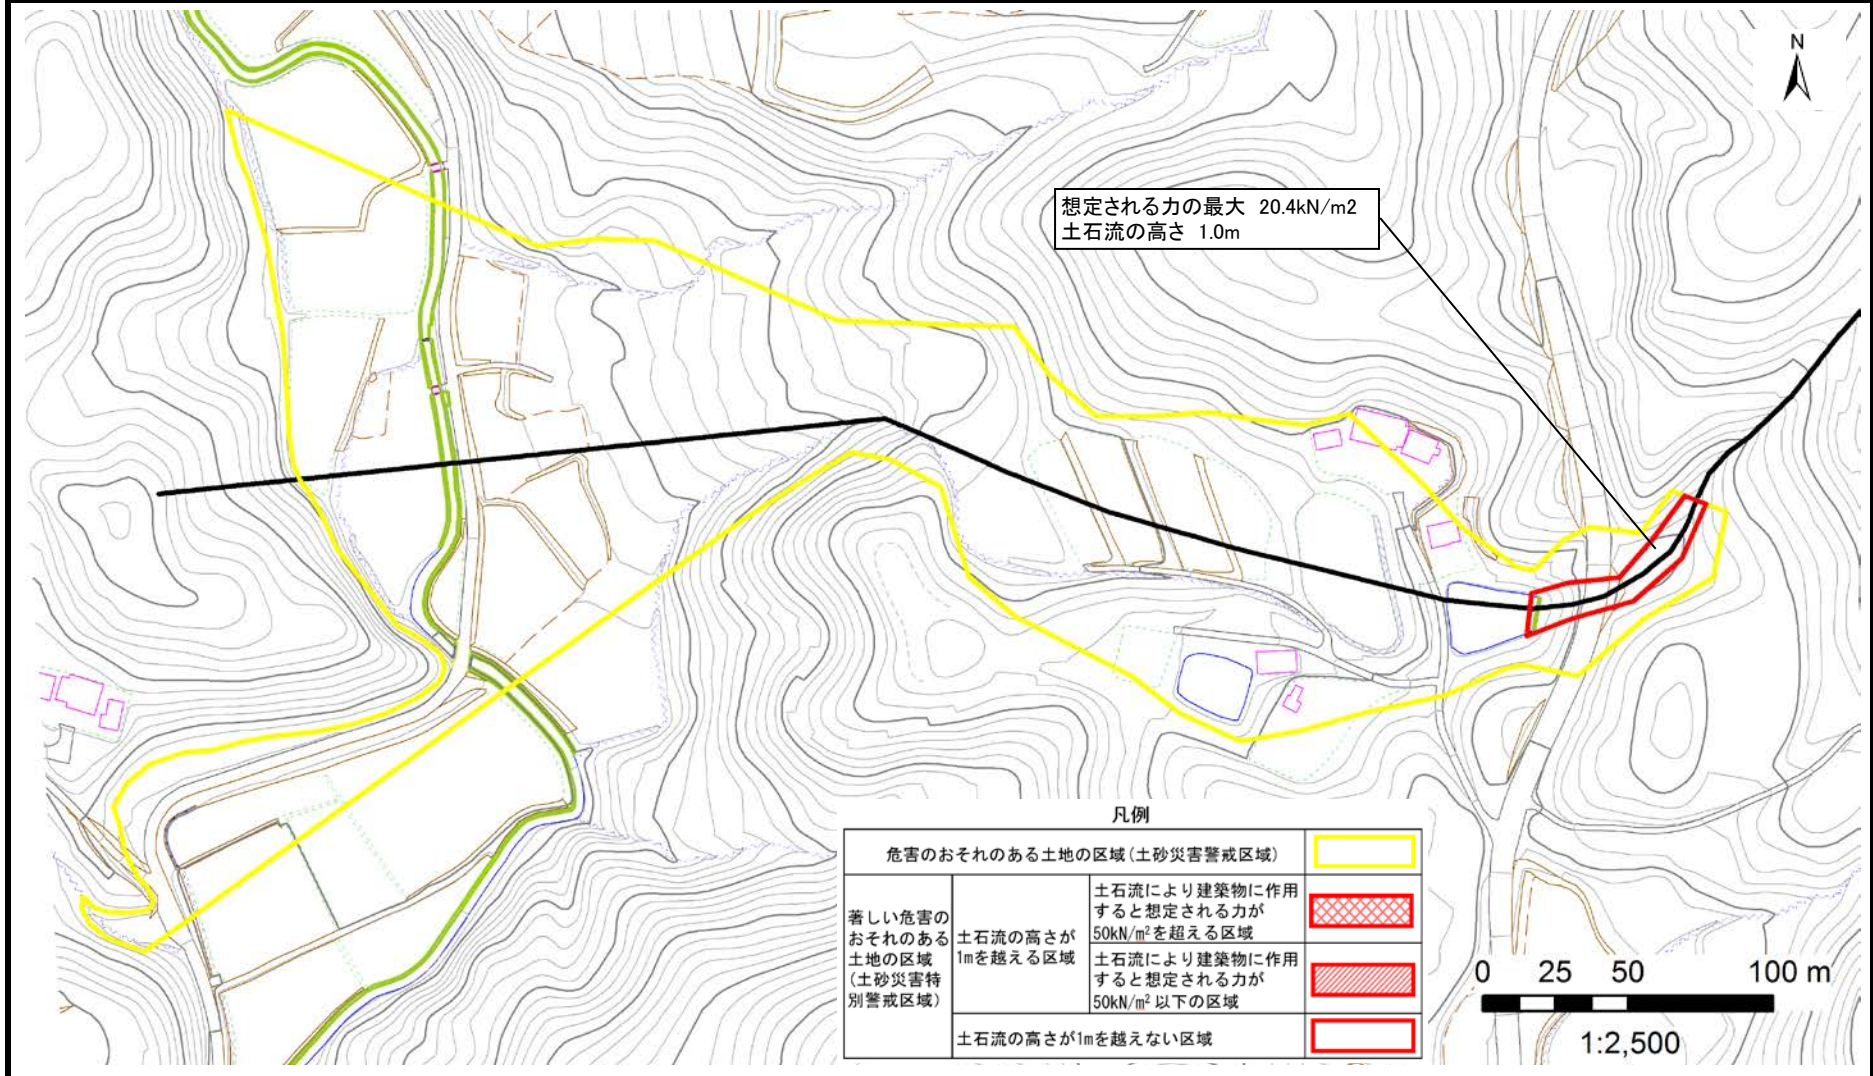 N
想定される力の最大 20.4kN/m2
土石流の高さ 1.0m
凡例
危害のおそれのある土地の区域(土砂災害警戒区域)
著しい危害の
おそれのある
土地の区域
(土砂災害特
別警戒区域)
土石流の高さが
1mを越える区域
土石流により建築物に作用
すると想定される力が
50kN/㎡を超える区域
土石流により建築物に作用
すると想定される力が
50kN/㎡以下の区域
土石流の高さが1mを越えない区域
0 25 50 100 m
1:2,500